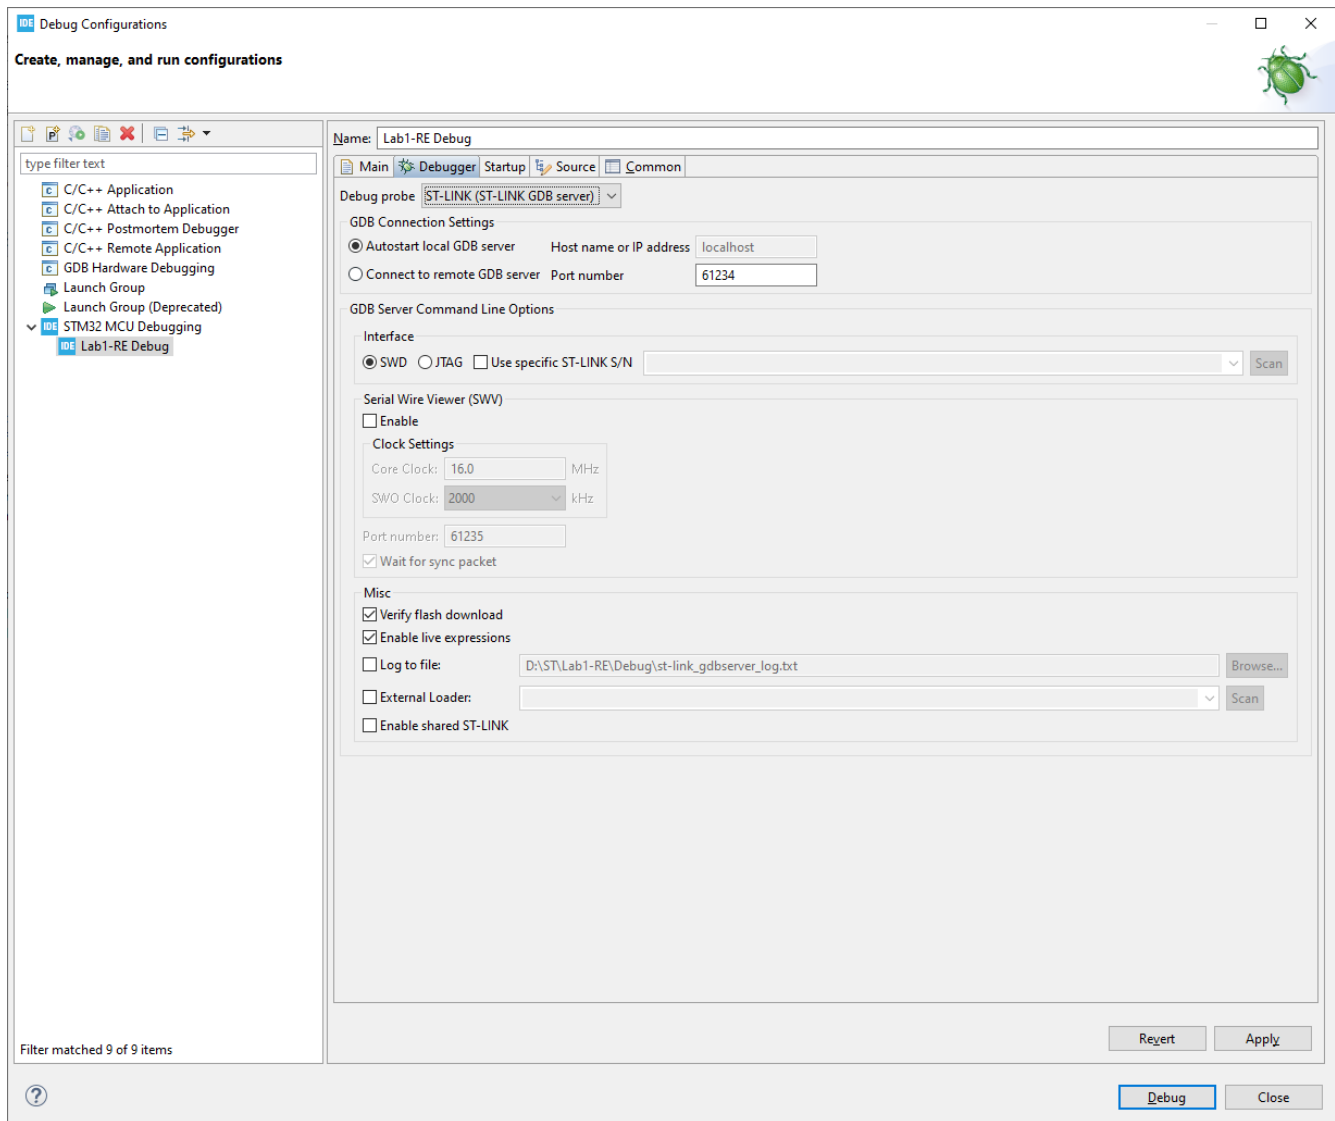 IDE Debug Configurations
Create, manage, and run configurations
type filter text
C/C++ Application
C/C++ Attach to Application
C/C++ Postmortem Debugger
C/C++ Remote Application
GDB Hardware Debugging
Launch Group
Launch Group (Deprecated)
IDE STM32 MCU Debugging
IDE Lab1-RE Debug
Filter matched 9 of 9 items
Name: Lab1-RE Debug
Main Debugger Startup Source Common
Debug probe ST-LINK (ST-LINK GDB server)
GDB Connection Settings
Autostart local GDB server Host name or IP address localhost
Connect to remote GDB server Port number 61234
GDB Server Command Line Options
Interface
SWD JTAG Use specific ST-LINK S/N Scan
Serial Wire Viewer (SWV)
Enable
Clock Settings
Core Clock: 16.0 MHz
SWO Clock: 2000 kHz
Port number: 61235
Wait for sync packet
Misc
Verify flash download
Enable live expressions
Log to file: D:\ST\Lab1-RE\Debug\st-link_gdbserver_log.txt Browse...
External Loader: Scan
Enable shared ST-LINK
Revert Apply
? Debug Close